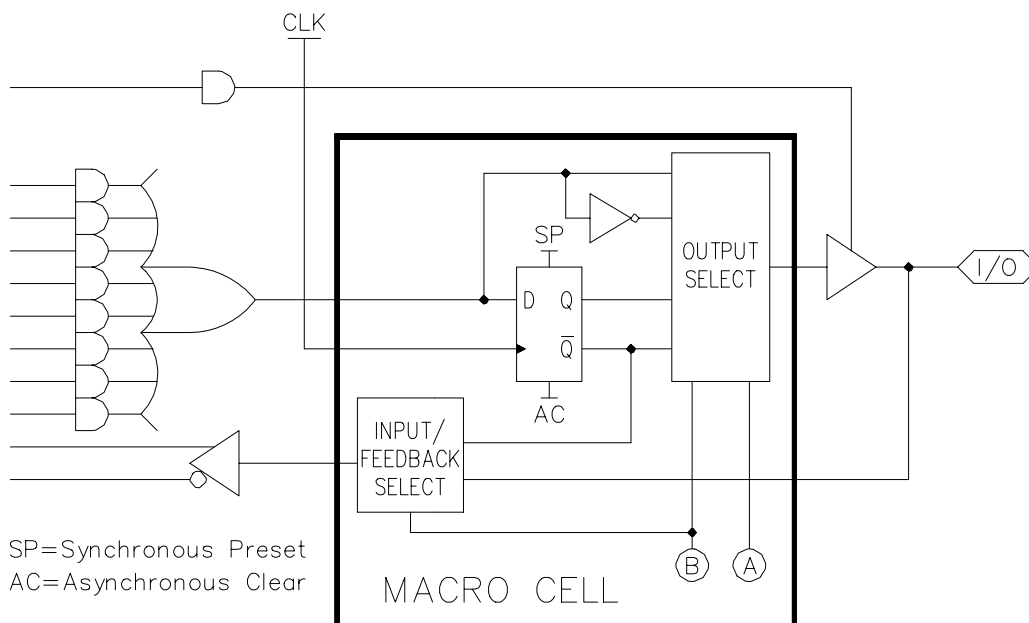 CLK
SP
OUTPUT
SELECT
I/O
D Q
Q̅
AC
INPUT/
FEEDBACK
SELECT
SP=Synchronous Preset
AC=Asynchronous Clear
B A
MACRO CELL